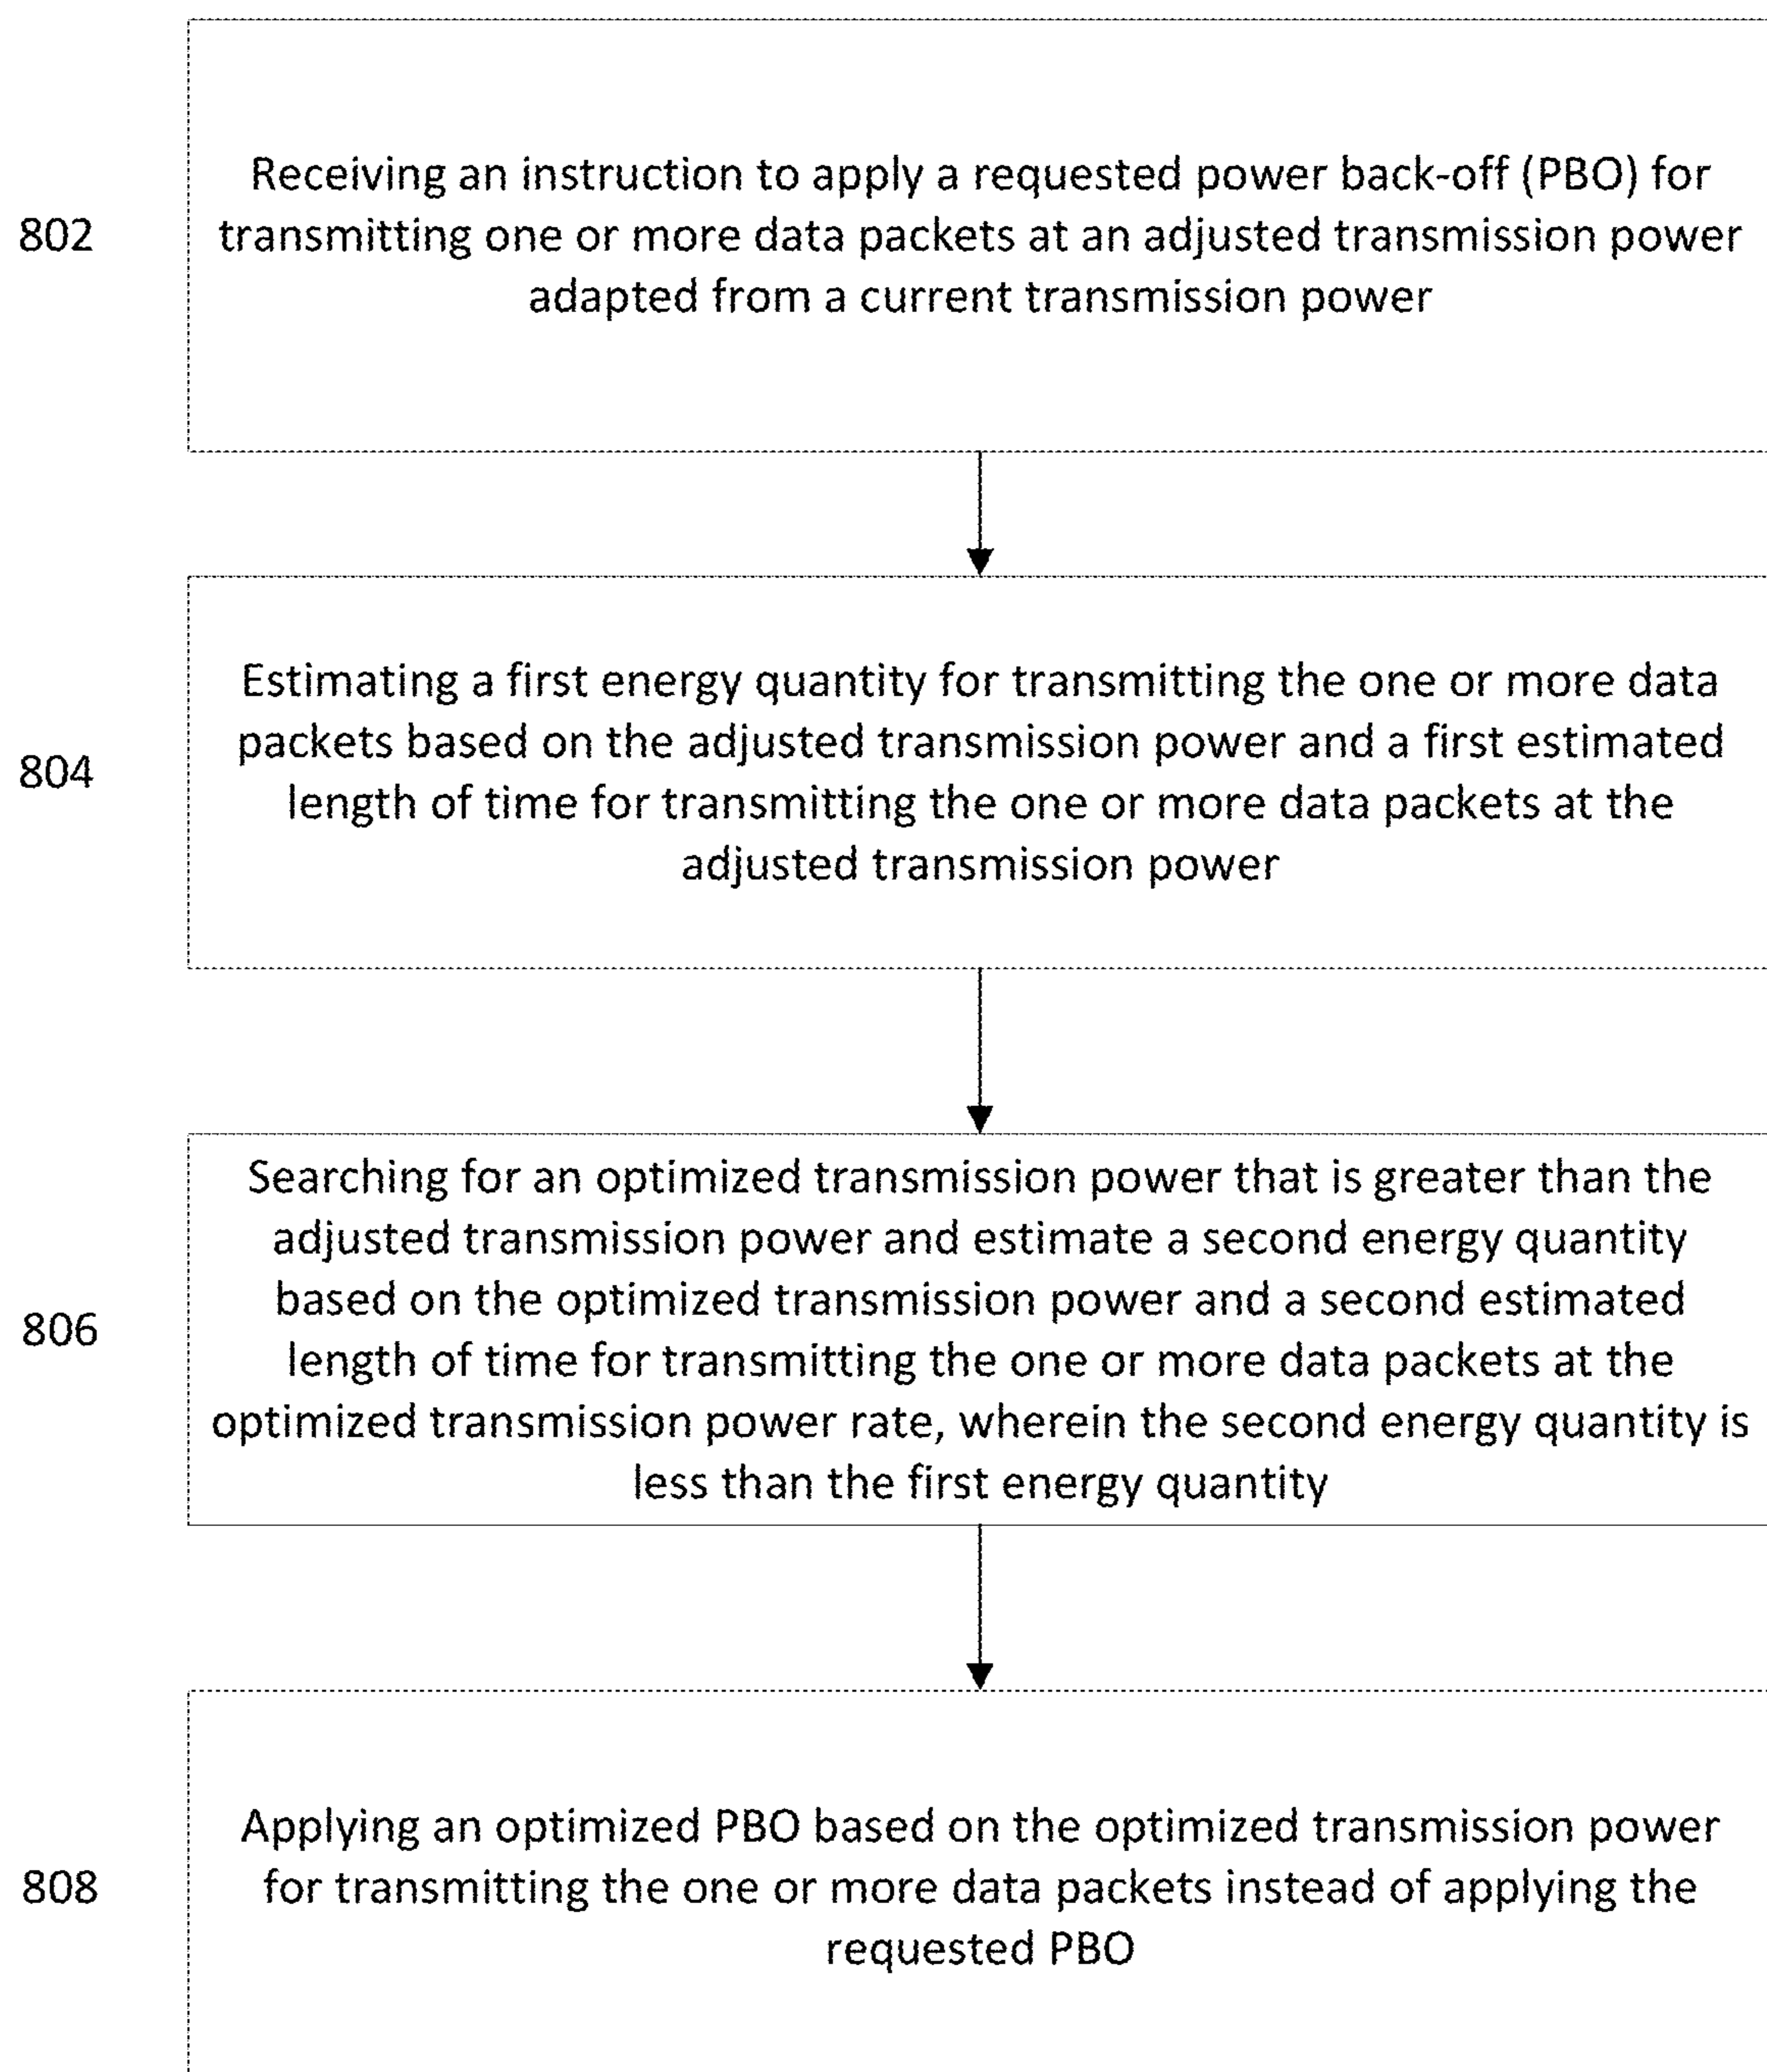 802
Receiving an instruction to apply a requested power back-off (PBO) for
transmitting one or more data packets at an adjusted transmission power
adapted from a current transmission power
804
Estimating a first energy quantity for transmitting the one or more data
packets based on the adjusted transmission power and a first estimated
length of time for transmitting the one or more data packets at the
adjusted transmission power
806
Searching for an optimized transmission power that is greater than the
adjusted transmission power and estimate a second energy quantity
based on the optimized transmission power and a second estimated
length of time for transmitting the one or more data packets at the
optimized transmission power rate, wherein the second energy quantity is
less than the first energy quantity
808
Applying an optimized PBO based on the optimized transmission power
for transmitting the one or more data packets instead of applying the
requested PBO